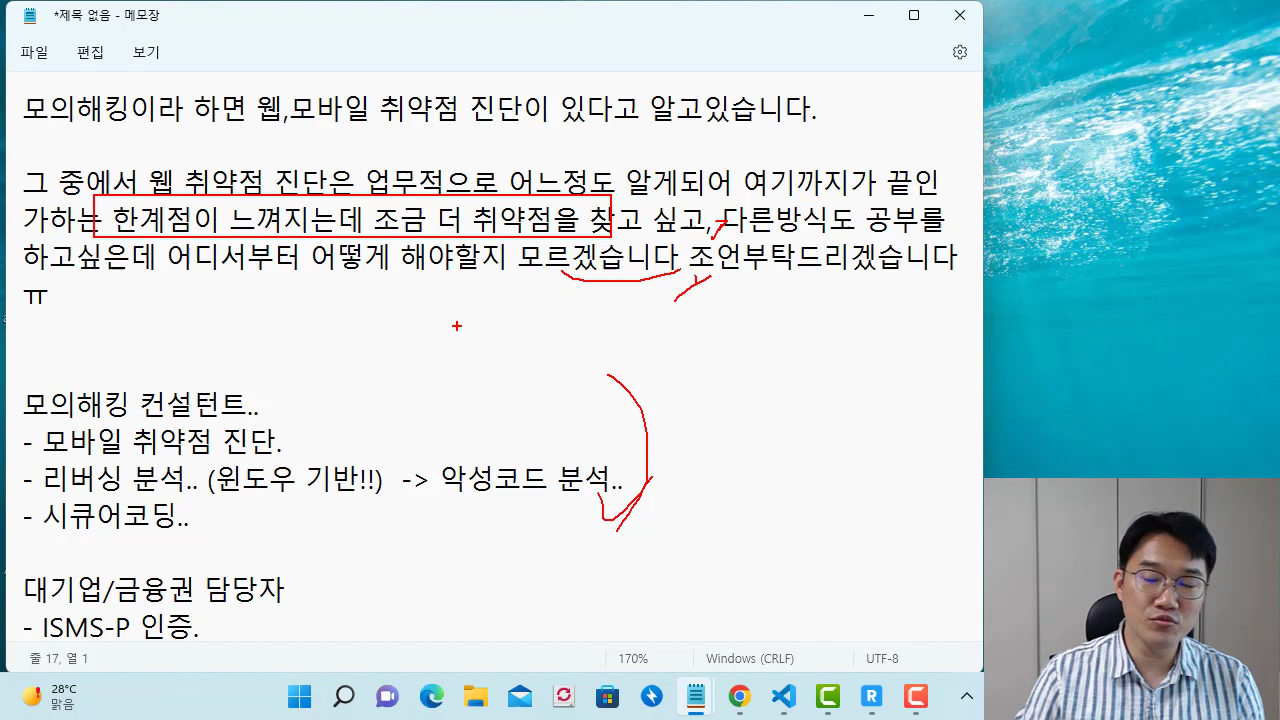 *제목 없음 - 메모장
파일 편집 보기
모의해킹이라 하면 웹,모바일 취약점 진단이 있다고 알고있습니다.
그 중에서 웹 취약점 진단은 업무적으로 어느정도 알게되어 여기까지가 끝인
가하는 한계점이 느껴지는데 조금 더 취약점을 찾고 싶고, 다른방식도 공부를
하고싶은데 어디서부터 어떻게 해야할지 모르겠습니다 조언부탁드리겠습니다
ㅠ
모의해킹 컨설턴트..
- 모바일 취약점 진단.
- 리버싱 분석.. (윈도우 기반!!) -> 악성코드 분석..
- 시큐어코딩..
대기업/금융권 담당자
- ISMS-P 인증.
줄 17, 열 1 170% Windows (CRLF) UTF-8
28°C
맑음